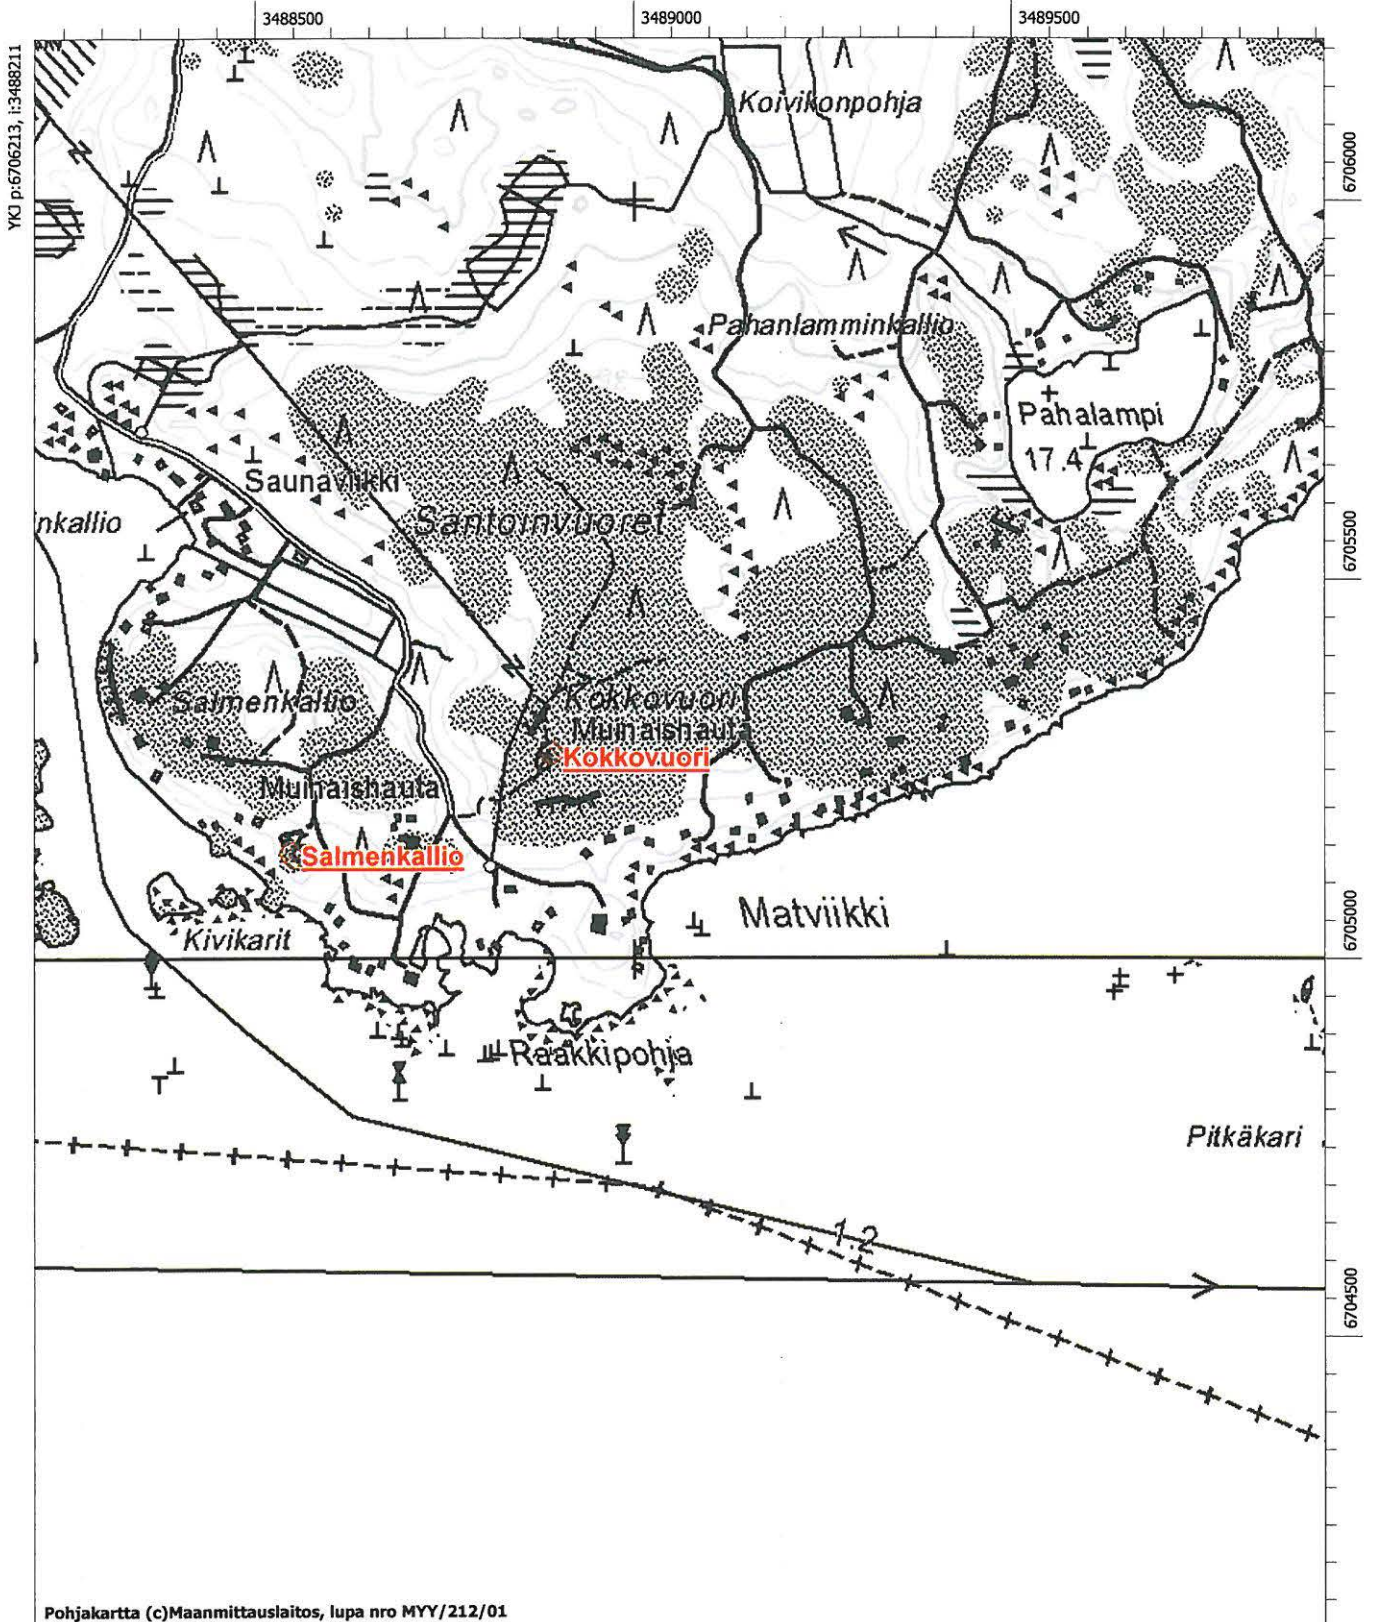 3488500
3489000
3489500
YKJ p:6706213, i:3488211
Koivikonpohja
6706000
Pahanlamminkallio
Pahalampi
17.4
Saunaviikki
nkallio
Santoinvuoret
6705500
Salmenkallio
Kokkovuori
Muinaishauta
Kokkovuori
Muinaishauta
Salmenkallio
Matviikki
6705000
Kivikarit
Raakkipohja
Pitkäkari
1.2
6704500
Pohjakartta (c)Maanmittauslaitos, lupa nro MYY/212/01